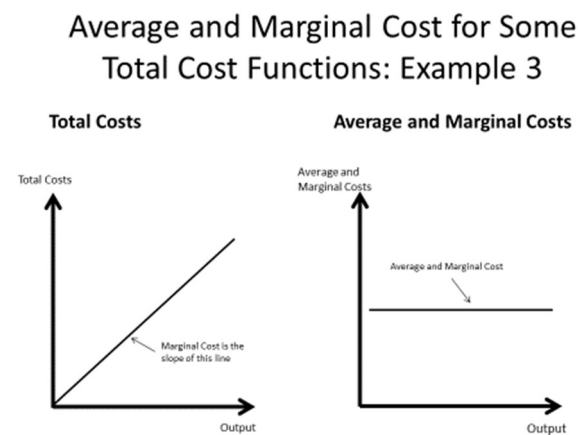 Average and Marginal Cost for Some
Total Cost Functions: Example 3
Total Costs
Average and Marginal Costs
Total Costs
Marginal Cost is the
slope of this line
Output
Average and
Marginal Costs
Average and Marginal Cost
Output